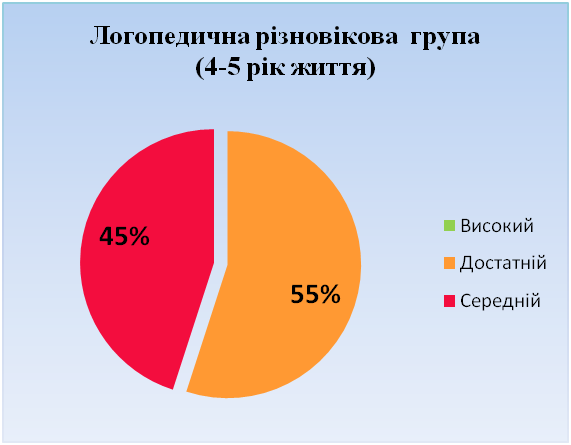 Логопедична різновікова група
(4-5 рік життя)
45%
55%
Високий
Достатній
Середній